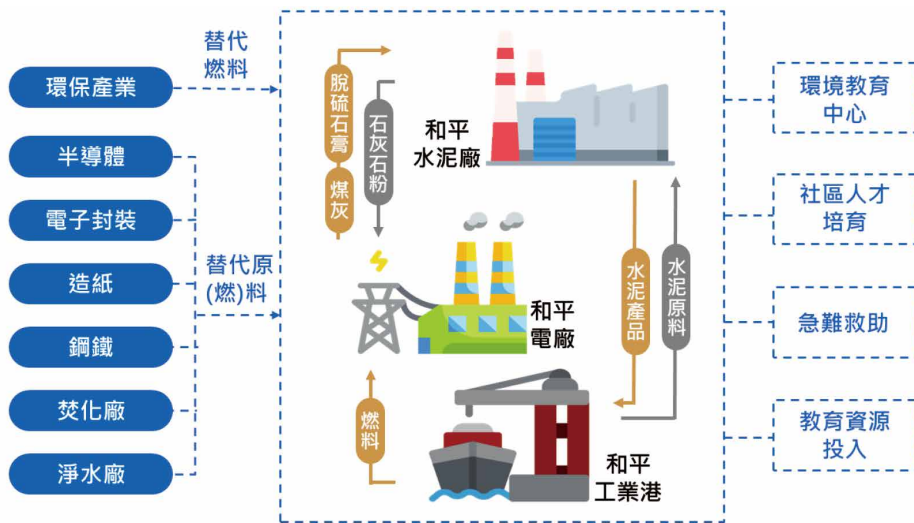 環保產業
半導體
電子封裝
造紙
鋼鐵
焚化廠
淨水廠
替代
燃料
替代原
(燃)料
脫硫石膏
煤灰
石灰石粉
和平
水泥廠
和平
電廠
水泥產品
水泥原料
燃料
和平
工業港
環境教育
中心
社區人才
培育
急難救助
教育資源
投入